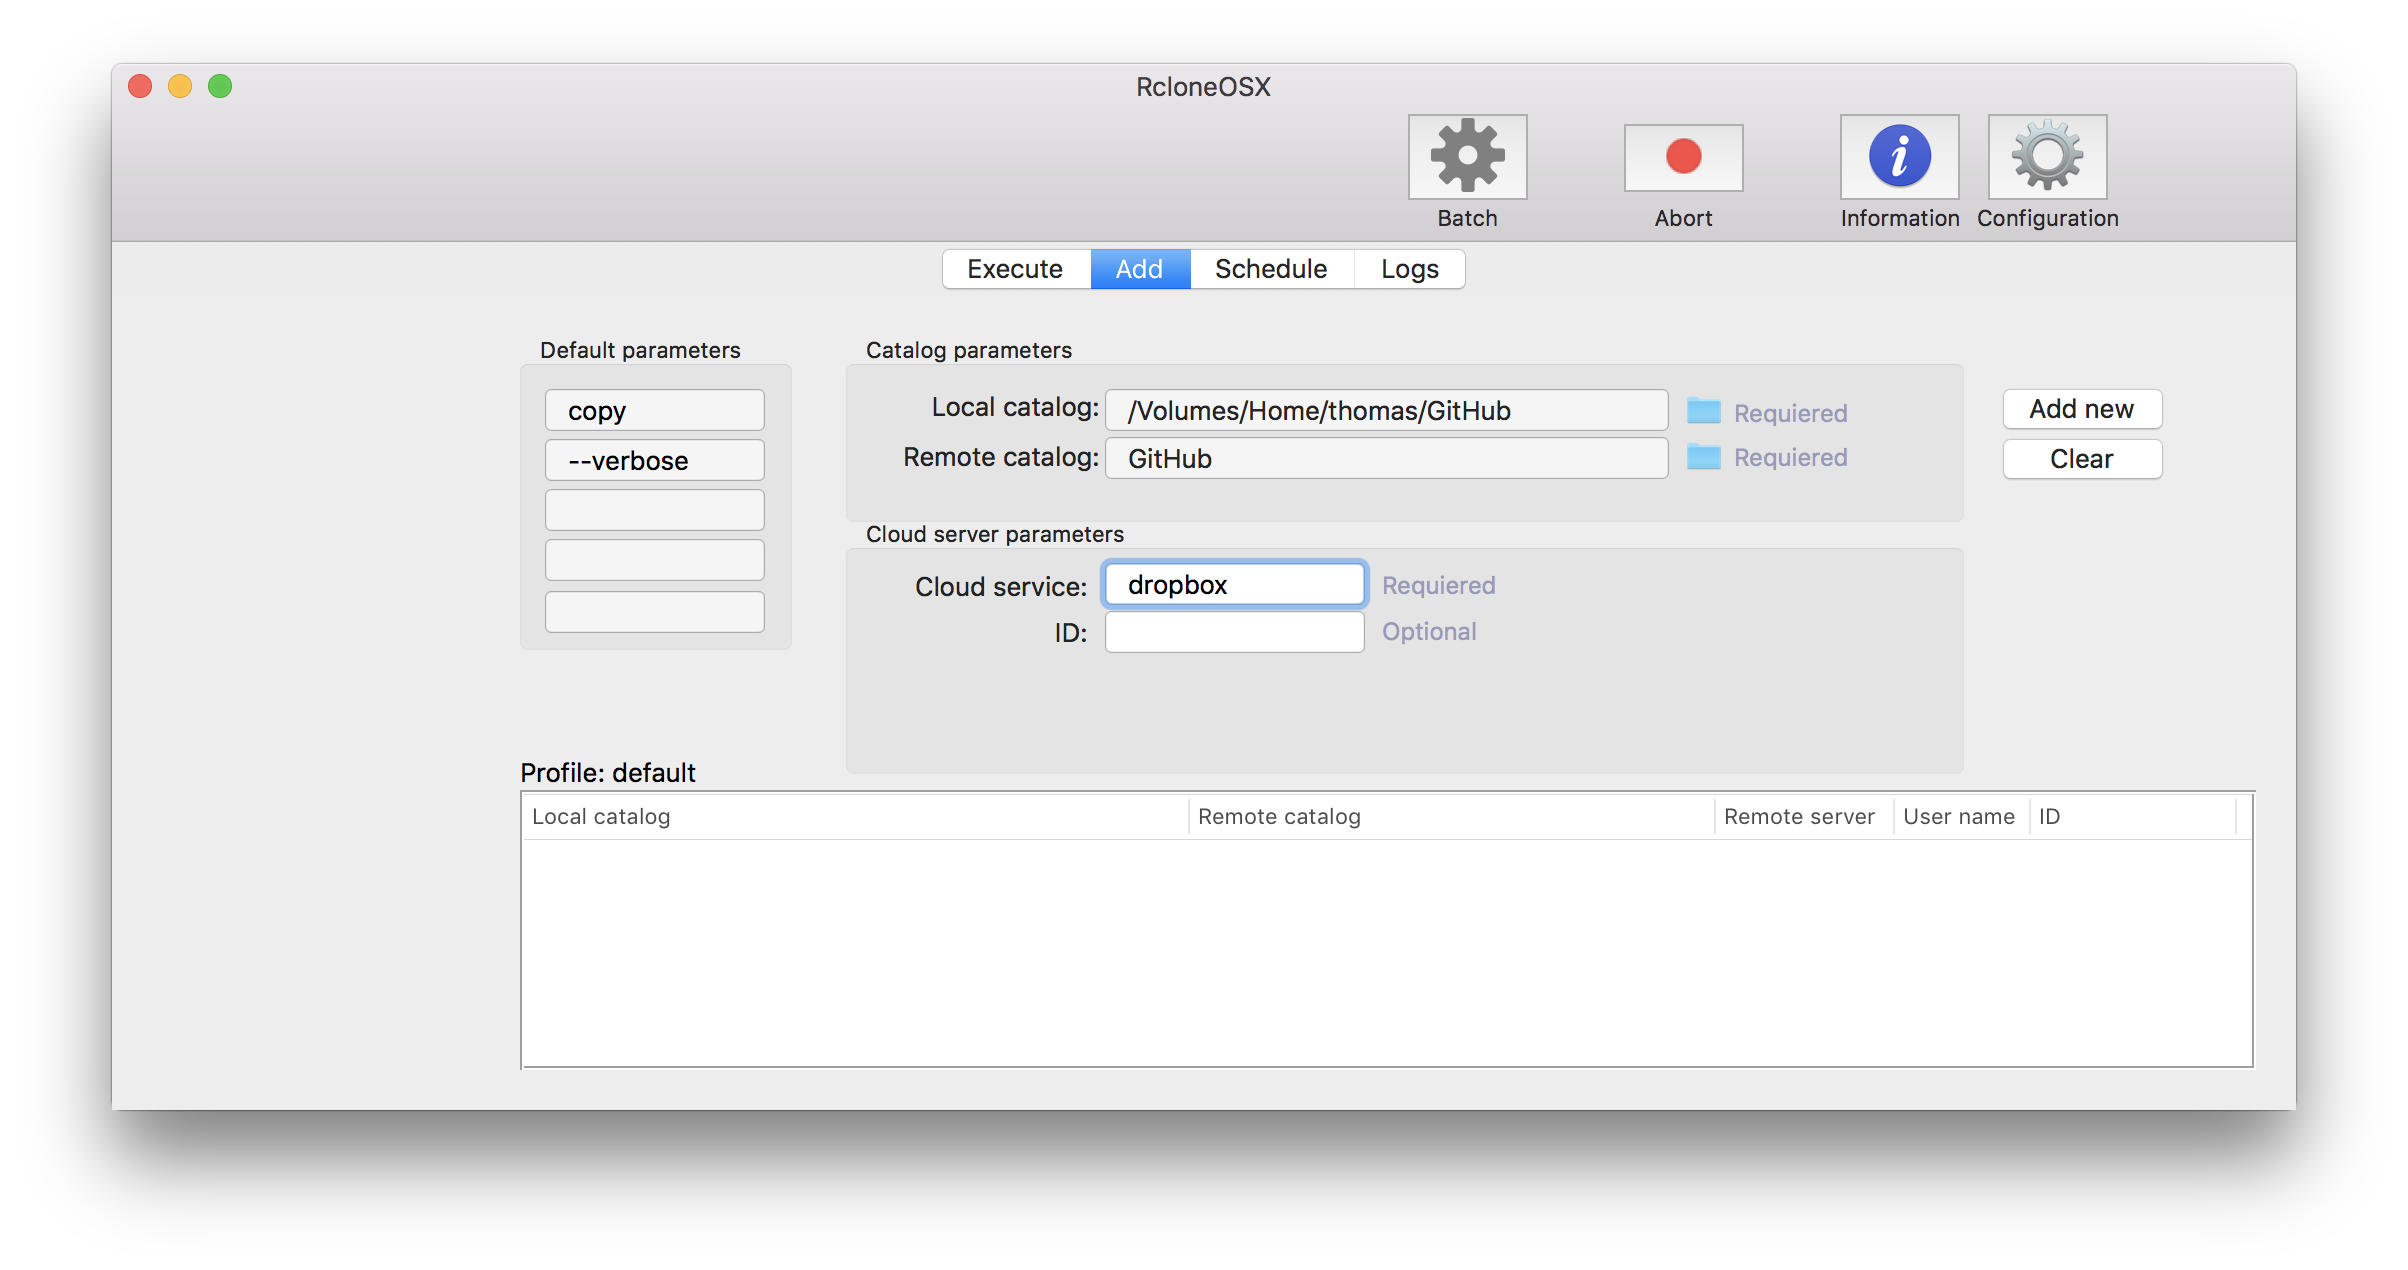 RcloneOSX
Batch
Abort
Information
Configuration
Execute
Add
Schedule
Logs
Default parameters
copy
--verbose
Catalog parameters
Local catalog: /Volumes/Home/thomas/GitHub Requiered
Remote catalog: GitHub Requiered
Add new
Clear
Cloud server parameters
Cloud service: dropbox Requiered
ID: Optional
Profile: default
Local catalog Remote catalog Remote server User name ID